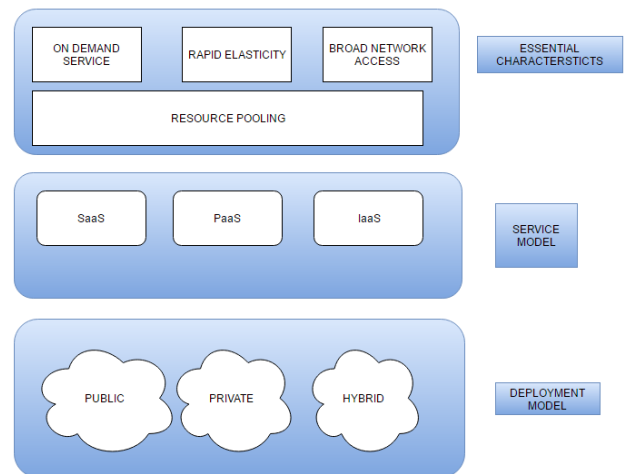 ON DEMAND
SERVICE
RAPID ELASTICITY
BROAD NETWORK
ACCESS
RESOURCE POOLING
ESSENTIAL
CHARACTERSTICTS
SaaS
PaaS
IaaS
SERVICE
MODEL
PUBLIC
PRIVATE
HYBRID
DEPLOYMENT
MODEL